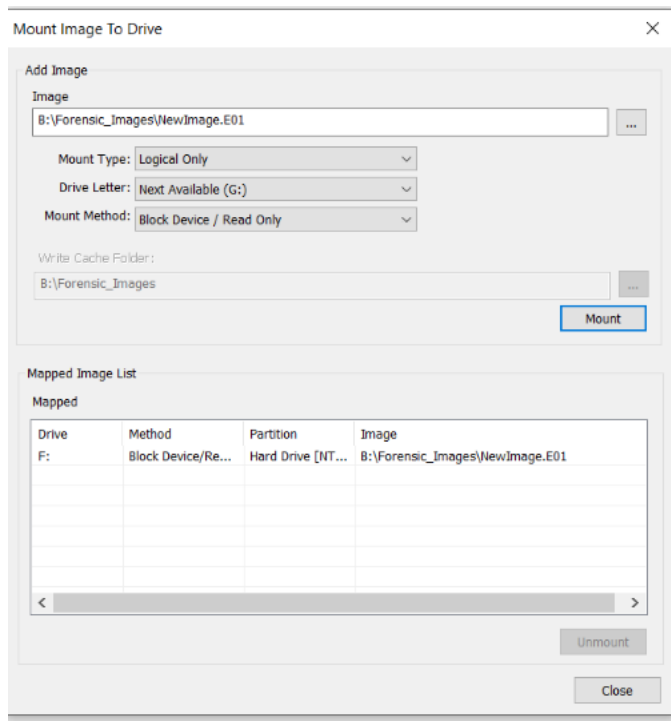 Mount Image To Drive
Add Image
Image
B:\Forensic_Images\NewImage.E01
...
Mount Type: Logical Only
Drive Letter: Next Available (G:)
Mount Method: Block Device / Read Only
Write Cache Folder:
B:\Forensic_Images
...
Mount
Mapped Image List
Mapped
Drive Method Partition Image
F: Block Device/Re... Hard Drive [NT... B:\Forensic_Images\NewImage.E01
Unmount
Close